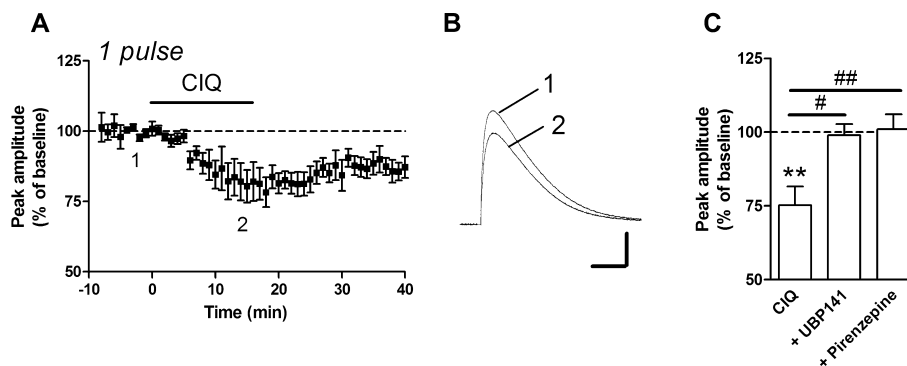 A
1 pulse
CIQ
125
100
75
50
1
2
-10
0
10
20
30
40
Time (min)
Peak amplitude
(% of baseline)
B
1
2
C
125
100
75
50
##
#
**
Peak amplitude
(% of baseline)
CIQ
+ UBP141
+ Pirenzepine